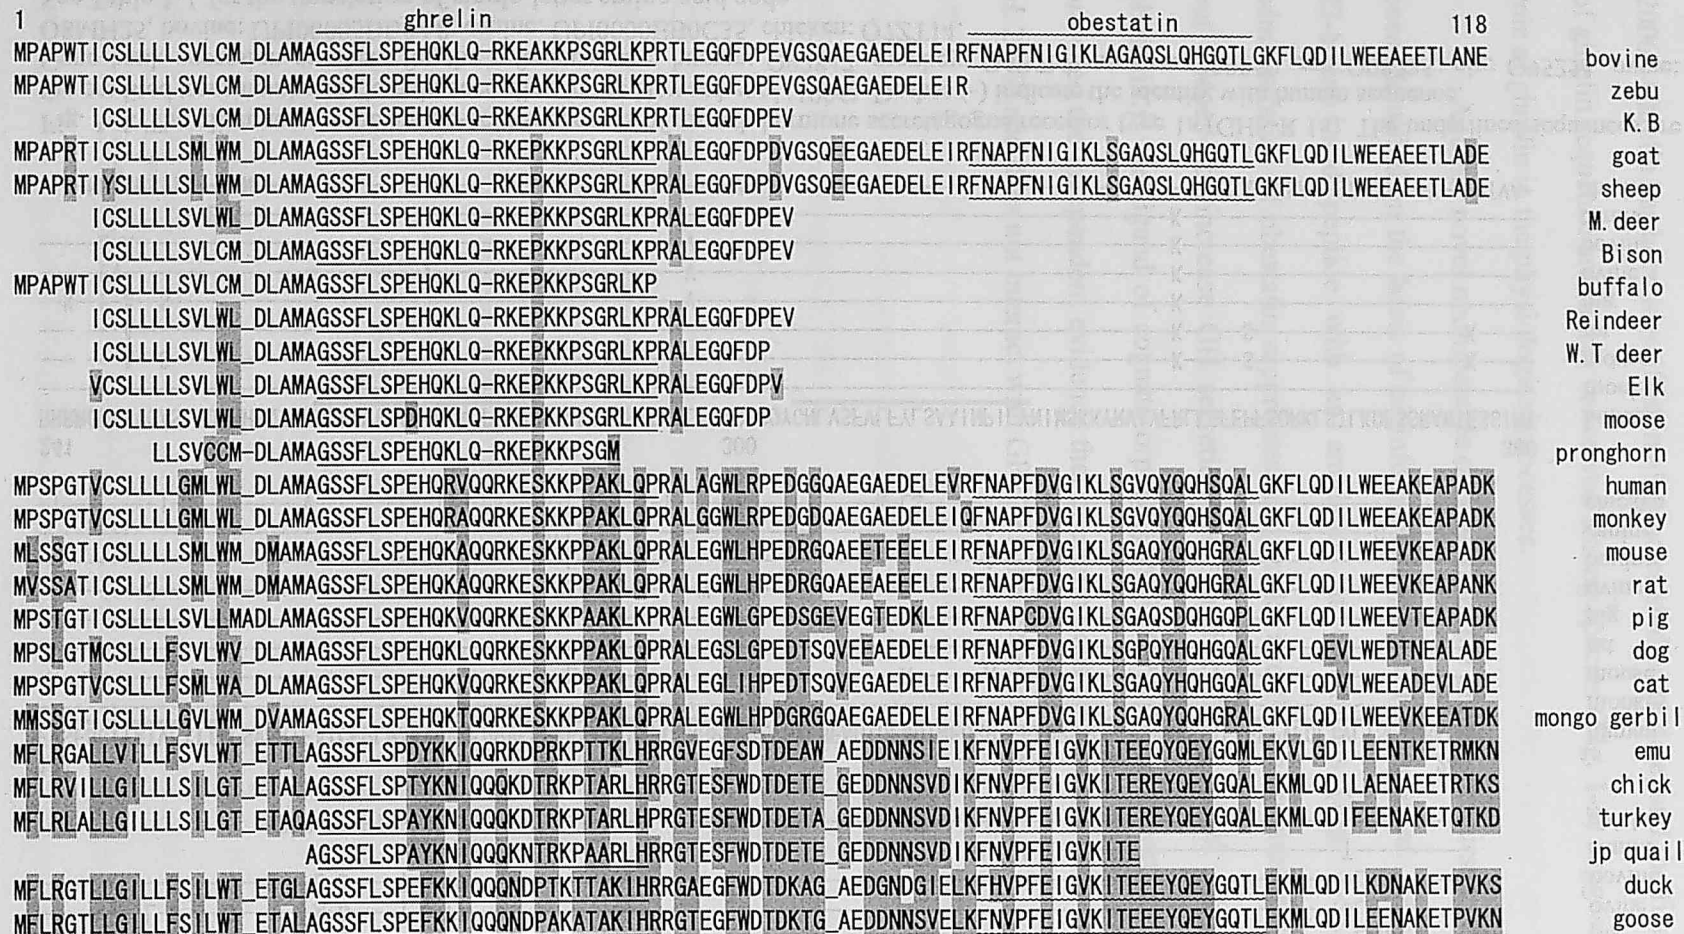 1 ghrelin obestatin 118
MPAPWTICSLLLLSVLCM_DLAMAGSSFLSPEHQKLQ-RKEAKKPSGRLKPRTLEGQFDPEVGSQAEGAEDELEIRFNAPFNIGIKLAGAQSLQHGQTLGKFLQDILWEEAEETLANE bovine
MPAPWTICSLLLLSVLCM_DLAMAGSSFLSPEHQKLQ-RKEAKKPSGRLKPRTLEGQFDPEVGSQAEGAEDELEIR zebu
ICSLLLLSVLCM_DLAMAGSSFLSPEHQKLQ-RKEAKKPSGRLKPRTLEGQFDPEV K.B
MPAPRTICSLLLLSMLWM_DLAMAGSSFLSPEHQKLQ-RKEPKKPSGRLKPRALEGQFDPDVGSQEEGAEDELEIRFNAPFNIGIKLSGAQSLQHGQTLGKFLQDILWEEAEETLADE goat
MPAPRTIYSLLLLSLLWM_DLAMAGSSFLSPEHQKLQ-RKEPKKPSGRLKPRALEGQFDPDVGSQEEGAEDELEIRFNAPFNIGIKLSGAQSLQHGQTLGKFLQDILWEEAEETLADE sheep
ICSLLLLSVLWL_DLAMAGSSFLSPEHQKLQ-RKEPKKPSGRLKPRALEGQFDPEV M.deer
ICSLLLLSVLCM_DLAMAGSSFLSPEHQKLQ-RKEPKKPSGRLKPRALEGQFDPEV Bison
MPAPWTICSLLLLSVLCM_DLAMAGSSFLSPEHQKLQ-RKEPKKPSGRLKP buffalo
ICSLLLLSVLWL_DLAMAGSSFLSPEHQKLQ-RKEPKKPSGRLKPRALEGQFDPEV Reindeer
ICSLLLLSVLWL_DLAMAGSSFLSPEHQKLQ-RKEPKKPSGRLKPRALEGQFDP W.T deer
VCSLLLLSVLWL_DLAMAGSSFLSPEHQKLQ-RKEPKKPSGRLKPRALEGQFDPV Elk
ICSLLLLSVLWL_DLAMAGSSFLSPDHQKLQ-RKEPKKPSGRLKPRALEGQFDP moose
LLSVCCM-DLAMAGSSFLSPEHQKLQ-RKEPKKPSGM pronghorn
MPSPGTVCSLLLLGMLWL_DLAMAGSSFLSPEHQRVQQRKESKKPPAKLQPRALAGWLRPEDGGQAEGAEDELEVRFNAPFDVGIKLSGVQYQQHSQALGKFLQDILWEEAKEAPADK human
MPSPGTVCSLLLLGMLWL_DLAMAGSSFLSPEHQRAQQRKESKKPPAKLQPRALGGWLRPEDGDQAEGAEDELEIQFNAPFDVGIKLSGVQYQQHSQALGKFLQDILWEEAKEAPADK monkey
MLSSGTICSLLLLSMLWM_DMAMAGSSFLSPEHQKAQQRKESKKPPAKLQPRALEGWLHPEDRGQAEETEEELEIRFNAPFDVGIKLSGAQYQQHGRALGKFLQDILWEEVKEAPADK mouse
MVSSATICSLLLLSMLWM_DMAMAGSSFLSPEHQKAQQRKESKKPPAKLQPRALEGWLHPEDRGQAEEAEEELEIRFNAPFDVGIKLSGAQYQQHGRALGKFLQDILWEEVKEAPANK rat
MPSTGTICSLLLLSVLLMADLAMAGSSFLSPEHQKVQQRKESKKPAAKLKPRALEGWLGPEDSGEVEGTEDKLEIRFNAPCDVGIKLSGAQSDQHGQPLGKFLQDILWEEVTEAPADK pig
MPSLGTMCSLLLFSVLWV_DLAMAGSSFLSPEHQKLQQRKESKKPPAKLQPRALEGSLGPEDTSQVEEAEDELEIRFNAPFDVGIKLSGPQYHQHGQALGKFLQEVLWEDTNEALADE dog
MPSPGTVCSLLLFSMLWA_DLAMAGSSFLSPEHQKVQQRKESKKPPAKLQPRALEGLIHPEDTSQVEGAEDELEIRFNAPFDVGIKLSGAQYHQHGQALGKFLQDVLWEEADEVLADE cat
MMSSGTICSLLLLGVLWM_DVAMAGSSFLSPEHQKTQQRKESKKPPAKLQPRALEGWLHPDGRGQAEGAEDELEIRFNAPFDVGIKLSGAQYQQHGRALGKFLQDILWEEVKEEATDK mongo gerbil
MFLRGALLVILLFSVLWT_ETTLAGSSFLSPDYKKIQQRKDPRKPTTKLHRRGVEGFSDTDEAW_AEDDNNSIEIKFNVPFEIGVKITEEQYQEYGQMLEKVLGDILEENTKETRMKN emu
MFLRVILLGILLLSILGT_ETALAGSSFLSPTYKNIQQQKDTRKPTARLHRRGTESFWDTDETE_GEDDNNSVDIKFNVPFEIGVKITEREYQEYGQALEKMLQDILAENAEETRTKS chick
MFLRLALLGILLLSILGT_ETAQAGSSFLSPAYKNIQQQKDTRKPTARLHPRGTESFWDTDETA_GEDDNNSVDIKFNVPFEIGVKITEREYQEYGQALEKMLQDIFEENAKETQTKD turkey
AGSSFLSPAYKNIQQQKNTRKPAARLHRRGTESFWDTDETE_GEDDNNSVDIKFNVPFEIGVKITE jp quail
MFLRGTLLGILLFSILWT_ETGLAGSSFLSPEFKKIQQQNDPTKTTAKIHRRGAEGFWDTDKAG_AEDGNDGIELKFHVPFEIGVKITEEEYQEYGQTLEKMLQDILKDNAKETPVKS duck
MFLRGTLLGILLFSILWT_ETALAGSSFLSPEFKKIQQQNDPAKATAKIHRRGTEGFWDTDKTG_AEDDNNSVELKFNVPFEIGVKITEEEYQEYGQTLEKMLQDILEENAKETPVKN goose